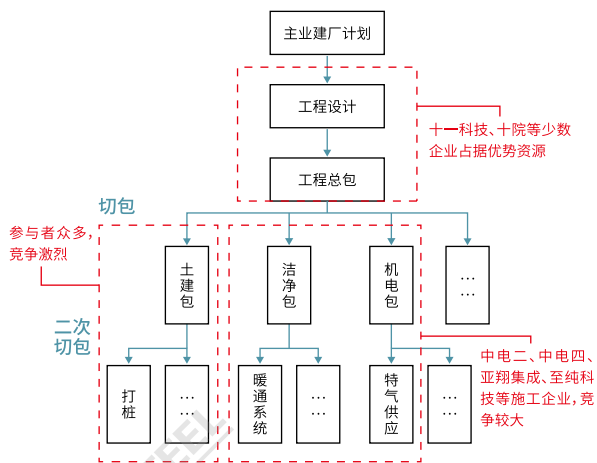 主业建厂计划
工程设计
十一科技、十院等少数
企业占据优势资源
工程总包
切包
参与者众多，
竞争激烈
土建包
洁净包
机电包
......
二次
切包
中电二、中电四、
亚翔集成、至纯科
技等施工企业，竞
争较大
打桩
......
暖通系统
......
特气供应
......